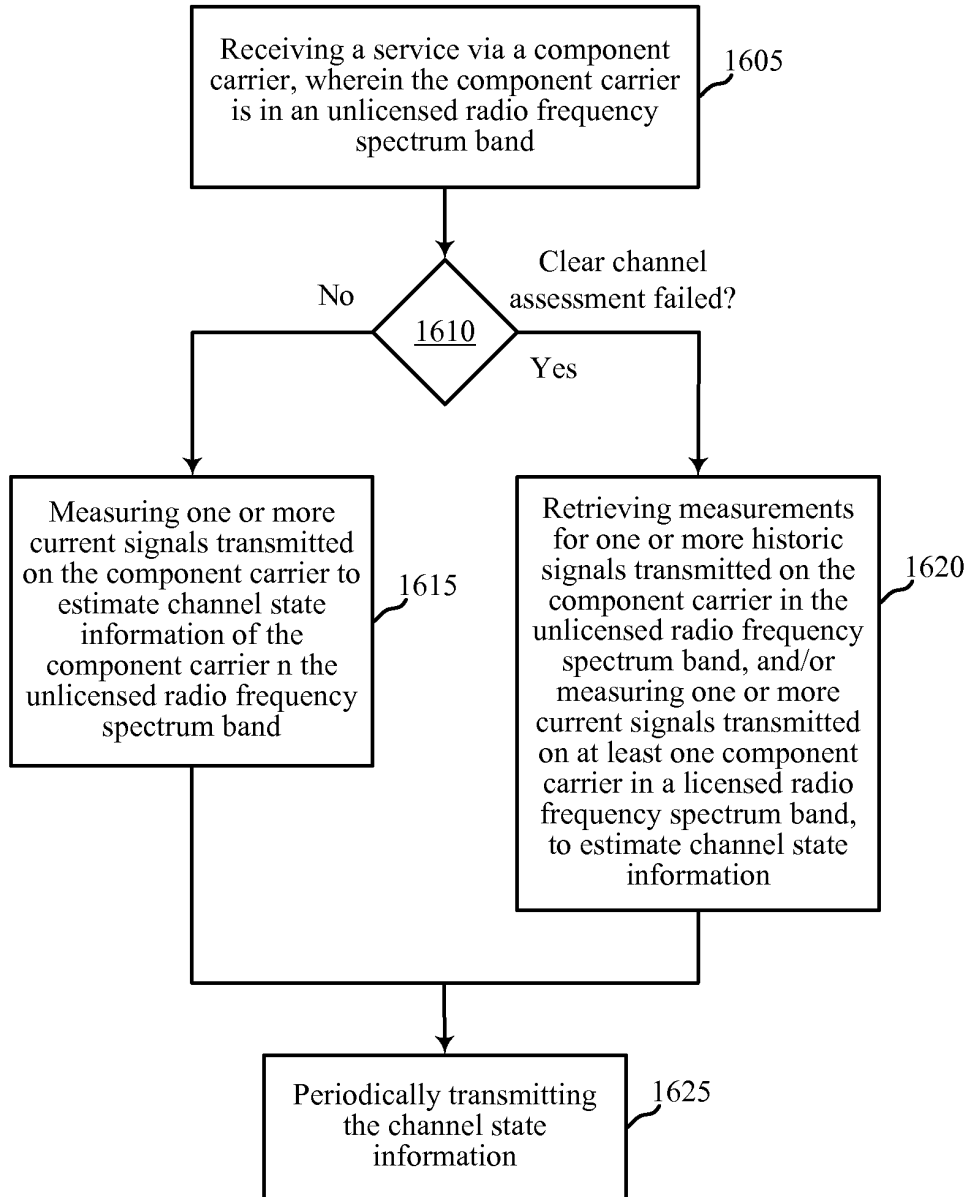 Receiving a service via a component
carrier, wherein the component carrier
is in an unlicensed radio frequency
spectrum band
1605
Clear channel
assessment failed?
No
1610
Yes
Measuring one or more
current signals transmitted
on the component carrier to
estimate channel state
information of the
component carrier n the
unlicensed radio frequency
spectrum band
1615
Retrieving measurements
for one or more historic
signals transmitted on the
component carrier in the
unlicensed radio frequency
spectrum band, and/or
measuring one or more
current signals transmitted
on at least one component
carrier in a licensed radio
frequency spectrum band,
to estimate channel state
information
1620
Periodically transmitting
the channel state
information
1625